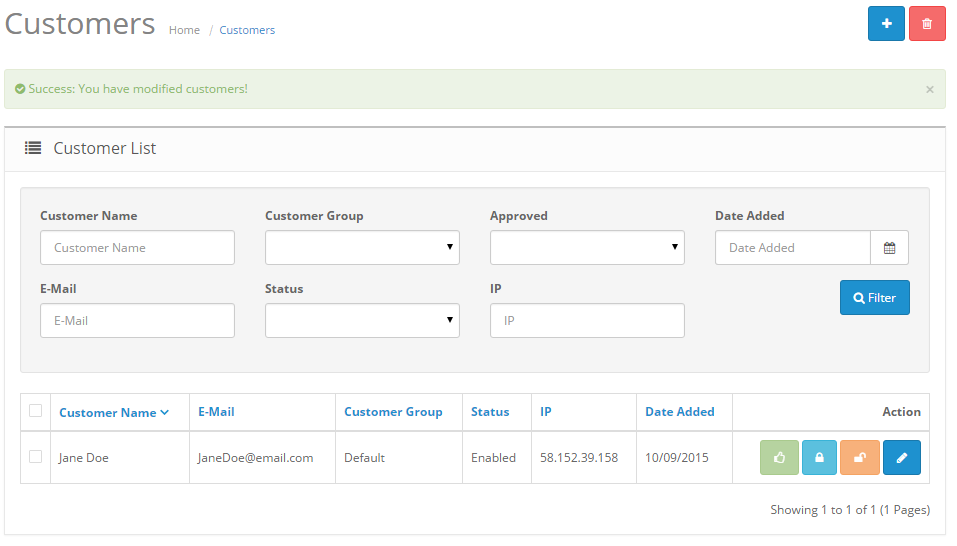 Customers Home / Customers
Success: You have modified customers! ×
Customer List
Customer Name Customer Group Approved Date Added
Customer Name Date Added
E-Mail Status IP
E-Mail IP Filter
Customer Name E-Mail Customer Group Status IP Date Added Action
Jane Doe JaneDoe@email.com Default Enabled 58.152.39.158 10/09/2015
Showing 1 to 1 of 1 (1 Pages)